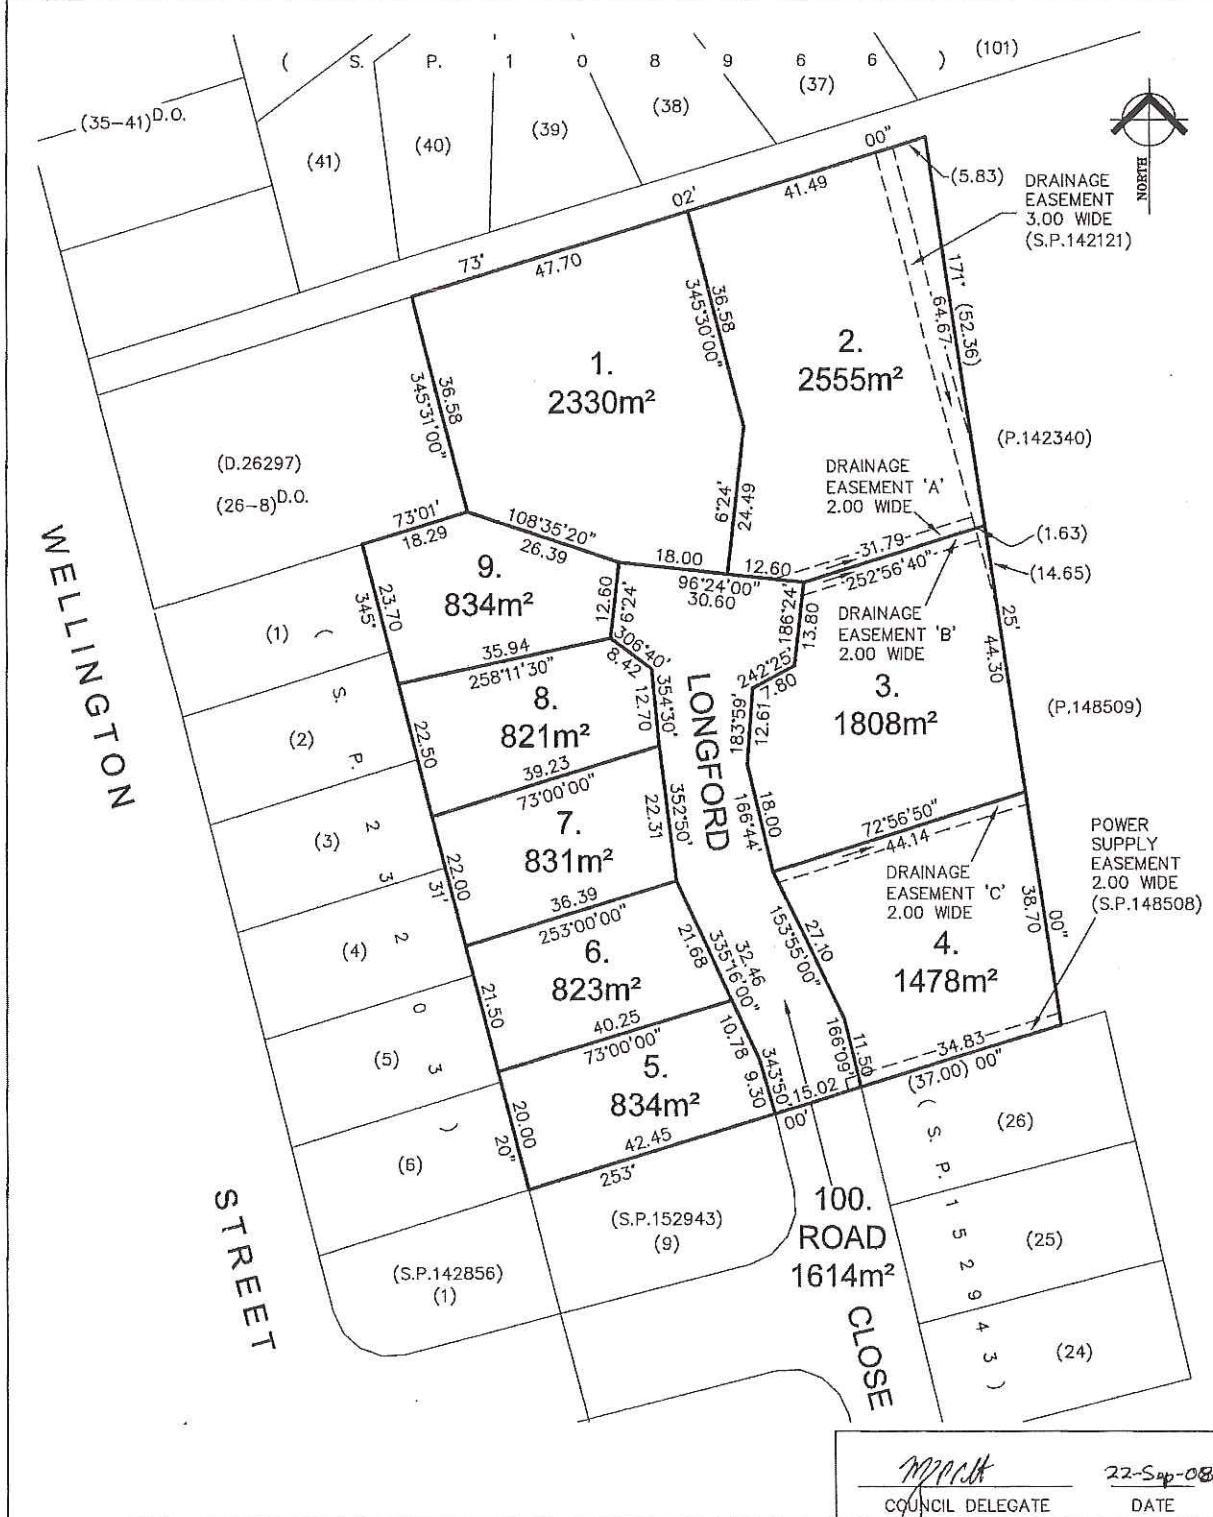 ( S. P. 1 0 8 9 6 6 )
(101)
(37)
(38)
(39)
(40)
(41)
(35-41)D.O.
NORTH
73° 02' 00"
47.70
41.49
(5.83)
DRAINAGE
EASEMENT
3.00 WIDE
(S.P.142121)
171° 25' 00"
(52.36)
64.67
36.58
345°30'00"
1.
2330m²
2.
2555m²
36.58
345°31'00"
(P.142340)
(D.26297)
(26-8)D.O.
DRAINAGE
EASEMENT 'A'
2.00 WIDE
6°24'
24.49
73°01'
18.29
108°35'20"
26.39
18.00
12.60
96°24'00"
30.60
31.79
252°56'40"
(1.63)
(14.65)
9.
834m²
12.60
6°24'
186°24'
13.80
DRAINAGE
EASEMENT 'B'
2.00 WIDE
23.70
345° 31' 20"
35.94
258°11'30"
306°40'
8.42
242°25'
7.80
44.30
3.
1808m²
(P.148509)
8.
821m²
12.70
354°30'
183°59'
12.61
22.50
39.23
73°00'00"
7.
831m²
22.31
352°50'
18.00
166°44'
72°56'50"
44.14
DRAINAGE
EASEMENT 'C'
2.00 WIDE
POWER
SUPPLY
EASEMENT
2.00 WIDE
(S.P.148508)
22.00
36.39
253°00'00"
6.
823m²
21.68
32.46
335°16'00"
27.10
153°55'00"
38.70
4.
1478m²
21.50
40.25
73°00'00"
5.
834m²
10.78
9.30
343°50'
11.50
166°09'
34.83
(37.00)
15.02
20.00
42.45
253° 00' 00"
LONGFORD
CLOSE
WELLINGTON
STREET
(1)
(2)
(3)
(4)
(5)
(6)
( S. P. 2 3 2 0 3 )
(S.P.152943)
(9)
(S.P.142856)
(1)
100.
ROAD
1614m²
( S. P. 1 5 2 9 4 3 )
(26)
(25)
(24)
22-Sep-08
COUNCIL DELEGATE
DATE